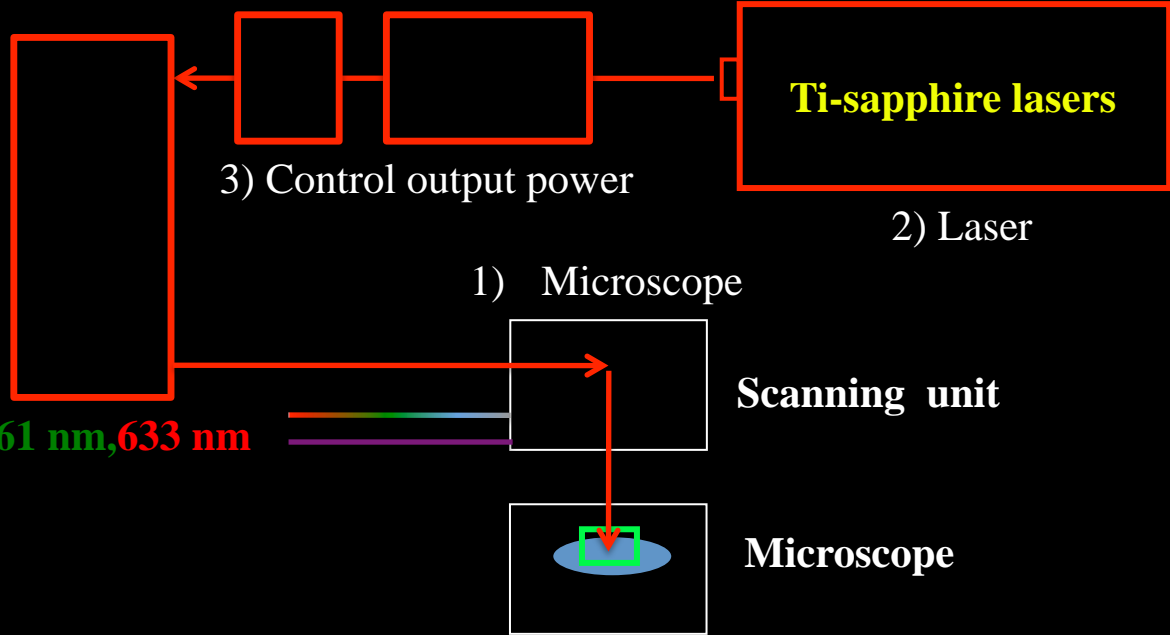 Ti-sapphire lasers
3) Control output power
2) Laser
1) Microscope
Scanning unit
61 nm,633 nm
Microscope